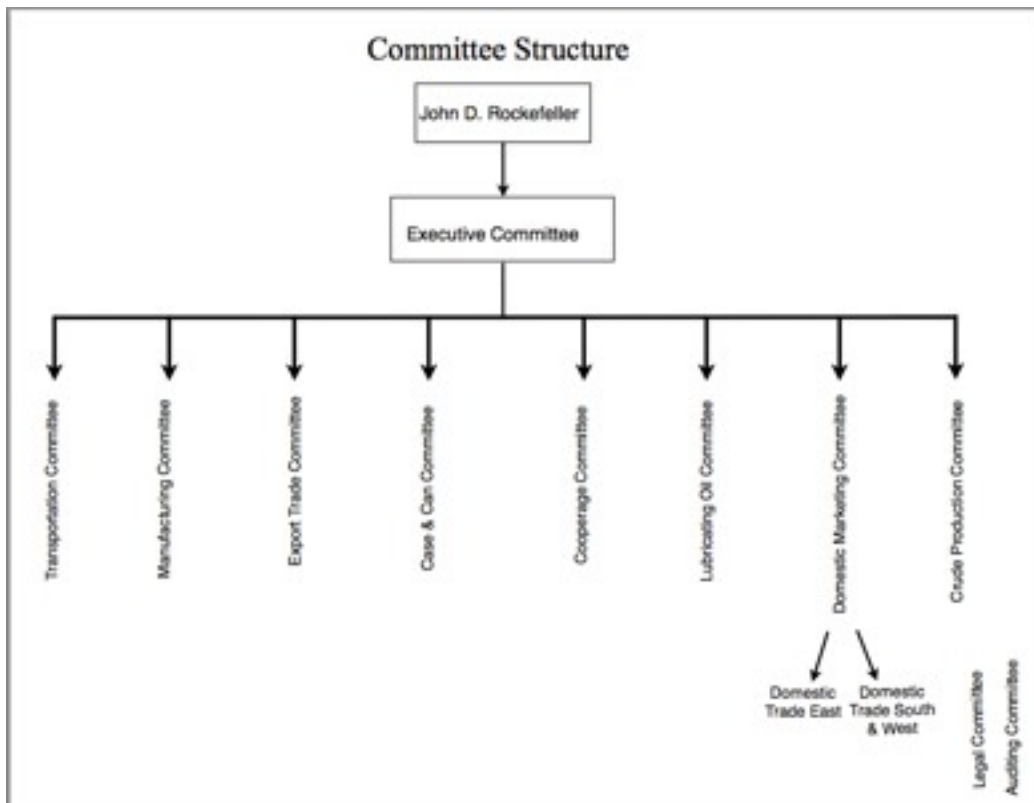 Committee Structure
John D. Rockefeller
Executive Committee
Transportation Committee
Manufacturing Committee
Export Trade Committee
Case & Can Committee
Cooperage Committee
Lubricating Oil Committee
Domestic Marketing Committee
Crude Production Committee
Domestic
Trade East
Domestic
Trade South
& West
Legal Committee
Auditing Committee